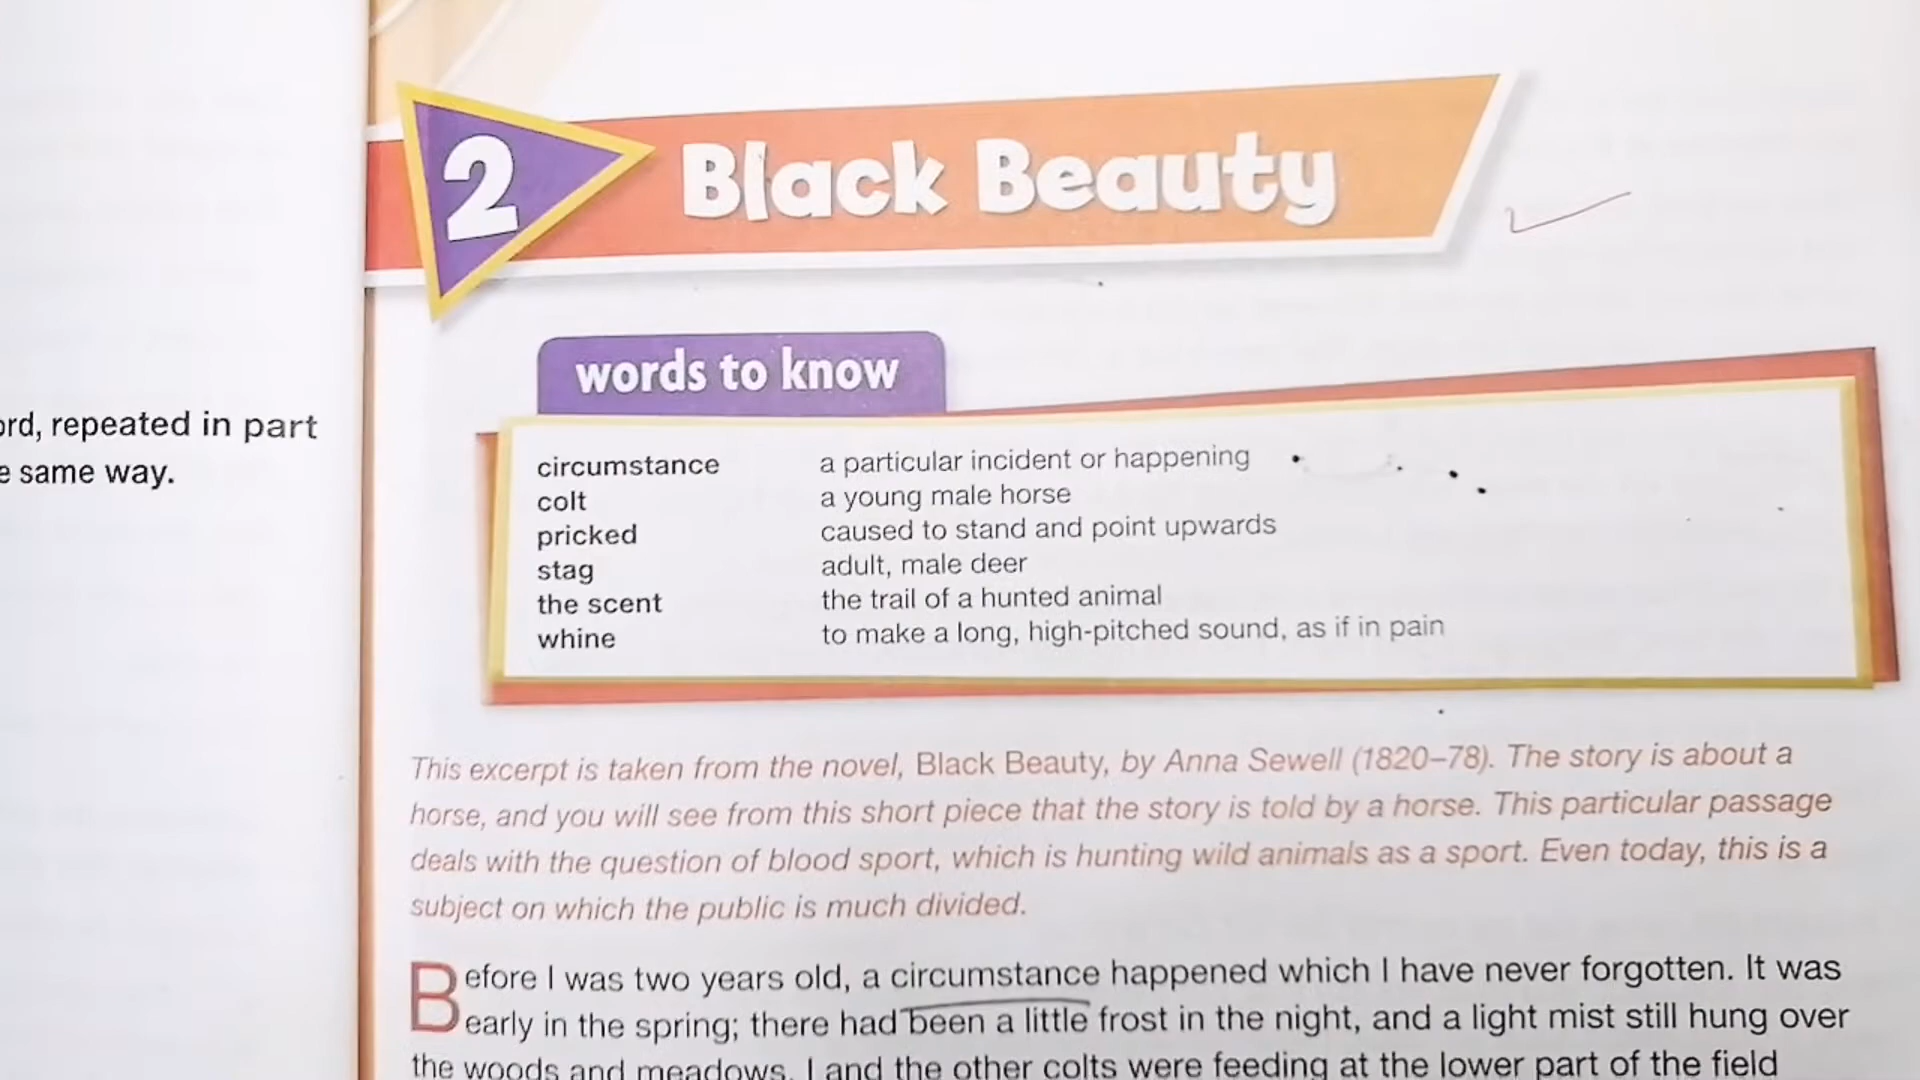 repeated in part
same way.
2 Black Beauty
words to know
circumstance a particular incident or happening
colt a young male horse
pricked caused to stand and point upwards
stag adult, male deer
the scent the trail of a hunted animal
whine to make a long, high-pitched sound, as if in pain
This excerpt is taken from the novel, Black Beauty, by Anna Sewell (1820–78). The story is about a
horse, and you will see from this short piece that the story is told by a horse. This particular passage
deals with the question of blood sport, which is hunting wild animals as a sport. Even today, this is a
subject on which the public is much divided.
Before I was two years old, a circumstance happened which I have never forgotten. It was
early in the spring; there had been a little frost in the night, and a light mist still hung over
the woods and meadows. I and the other colts were feeding at the lower part of the field